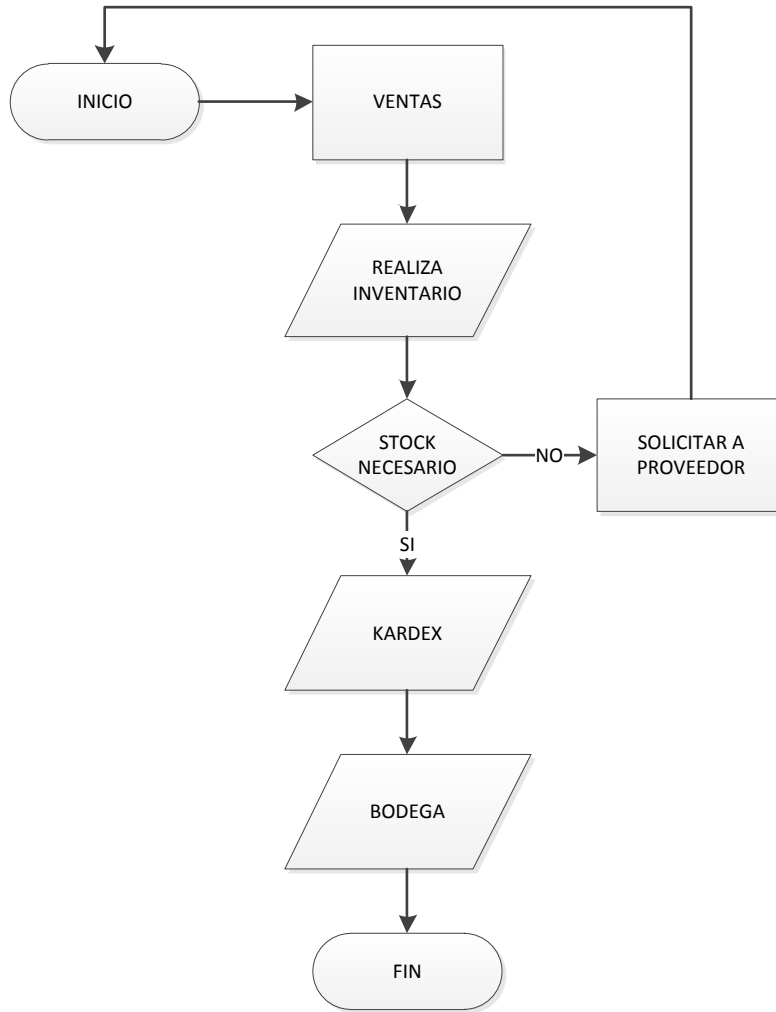 INICIO
VENTAS
REALIZA
INVENTARIO
STOCK
NECESARIO
NO
SOLICITAR A
PROVEEDOR
SI
KARDEX
BODEGA
FIN